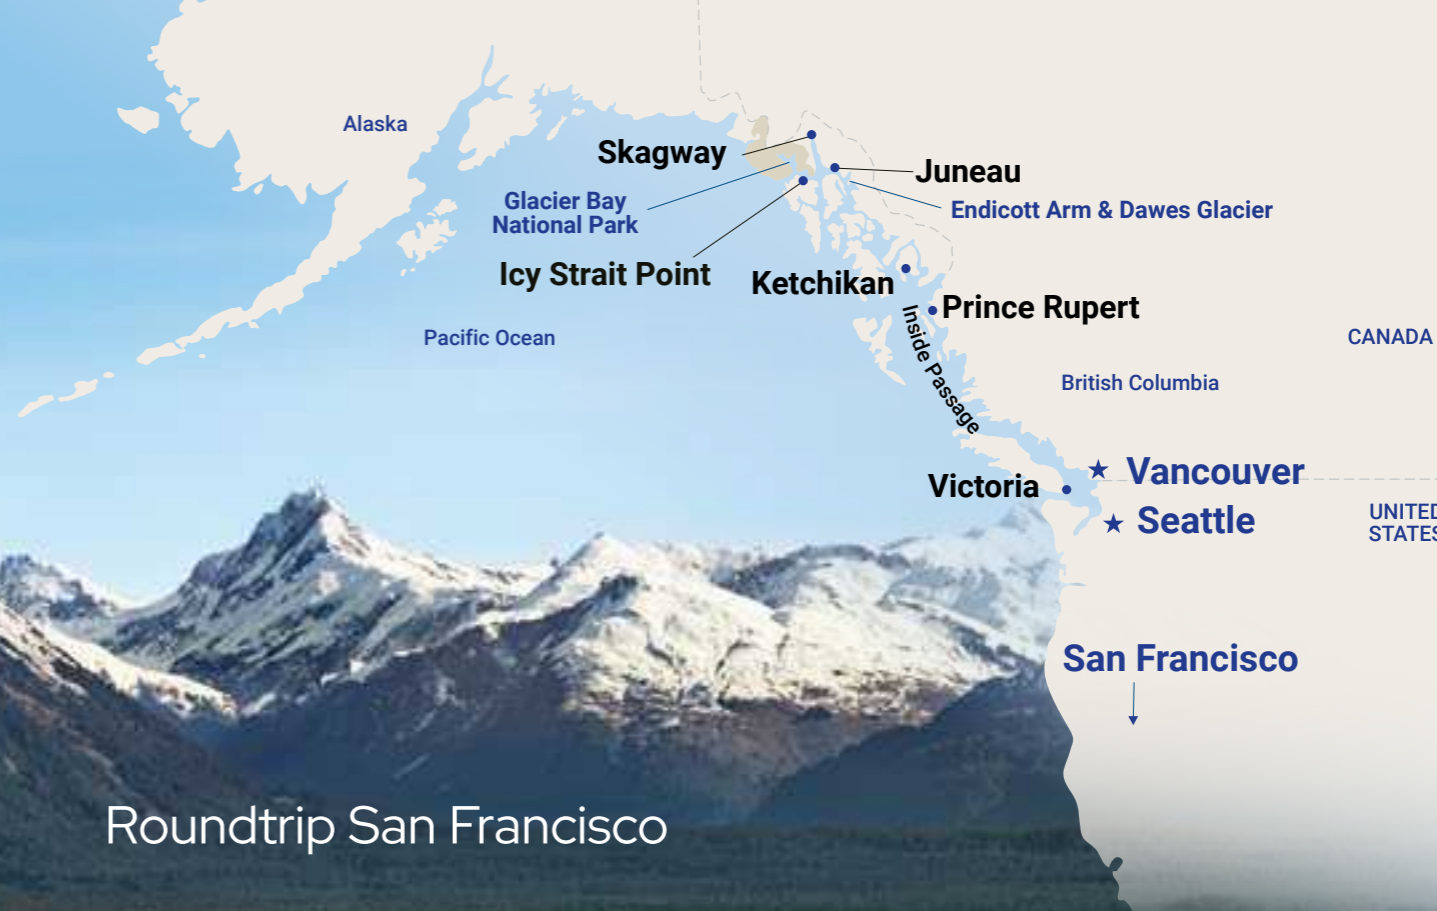 Alaska
Skagway
Juneau
Glacier Bay
National Park
Endicott Arm & Dawes Glacier
Icy Strait Point
Ketchikan
Prince Rupert
Inside Passage
Pacific Ocean
CANADA
British Columbia
Vancouver
Victoria
Seattle
UNITED
STATES
San Francisco
Roundtrip San Francisco